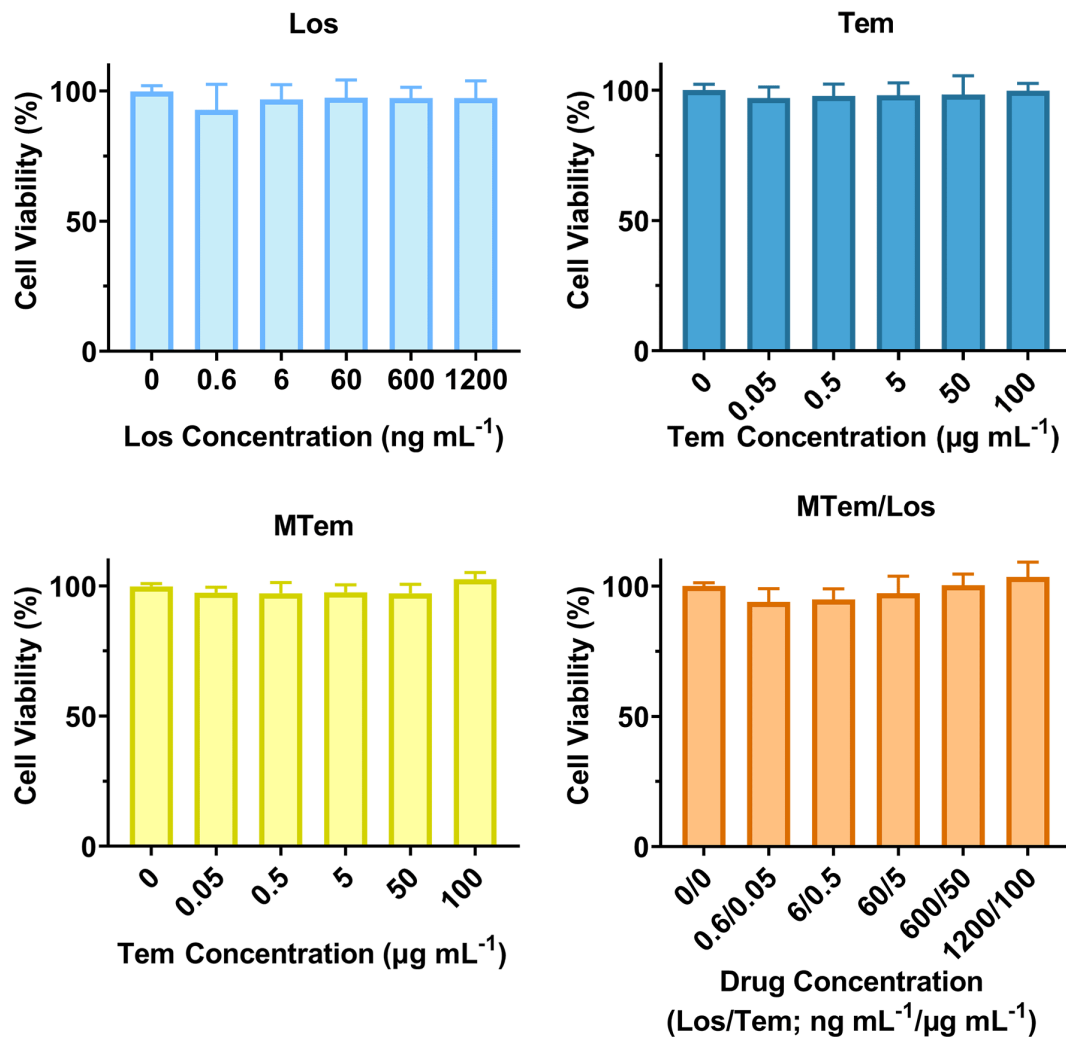 Los
Cell Viability (%)
100
50
0
0 0.6 6 60 600 1200
Los Concentration (ng mL⁻¹)
Tem
Cell Viability (%)
100
50
0
0 0.05 0.5 5 50 100
Tem Concentration (µg mL⁻¹)
MTem
Cell Viability (%)
100
50
0
0 0.05 0.5 5 50 100
Tem Concentration (µg mL⁻¹)
MTem/Los
Cell Viability (%)
100
50
0
0/0 0.6/0.05 6/0.5 60/5 600/50 1200/100
Drug Concentration
(Los/Tem; ng mL⁻¹/µg mL⁻¹)